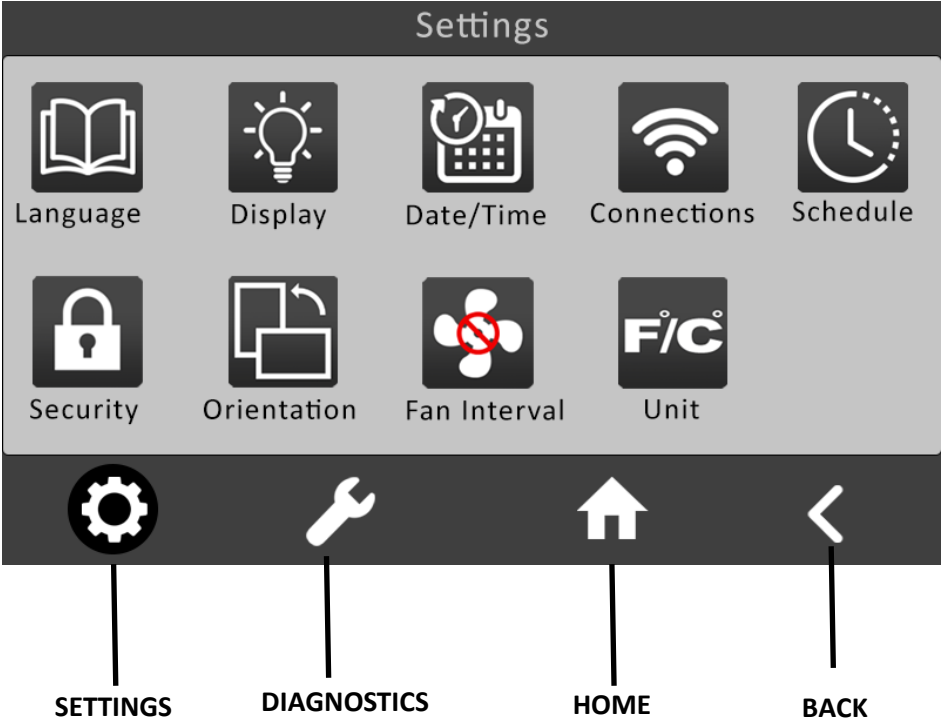 Settings
Language Display Date/Time Connections Schedule
F°/C°
Security Orientation Fan Interval Unit
SETTINGS DIAGNOSTICS HOME BACK